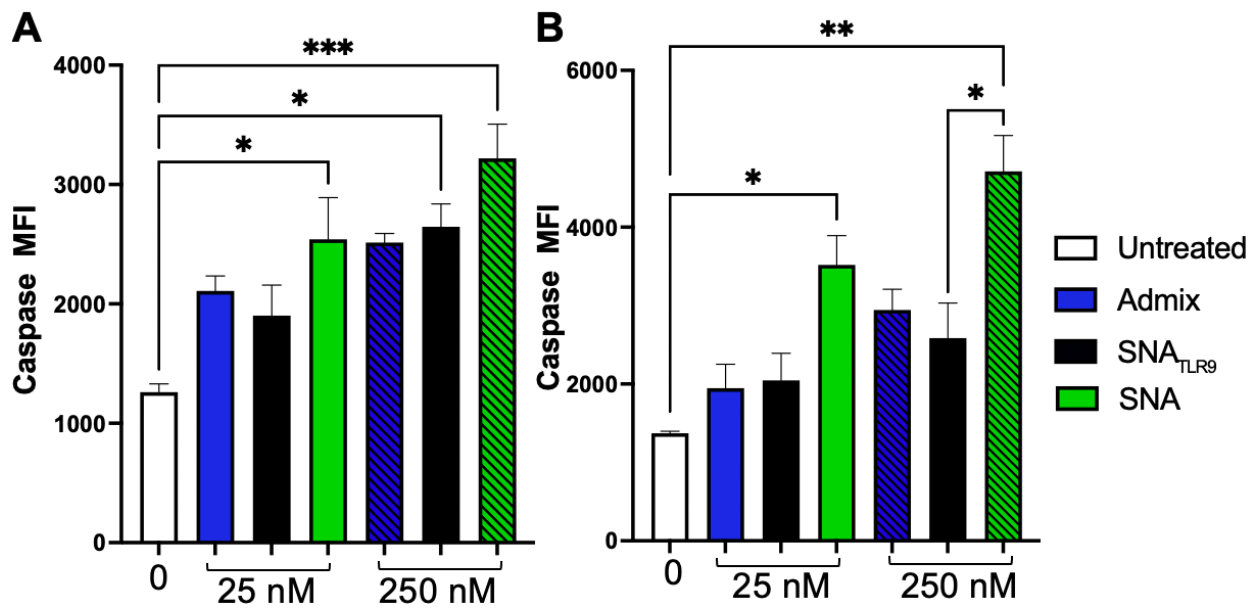 A
Caspase MFI
4000
3000
2000
1000
0
***
*
*
0
25 nM
250 nM
B
Caspase MFI
6000
4000
2000
0
**
*
*
0
25 nM
250 nM
Untreated
Admix
SNA_TLR9
SNA